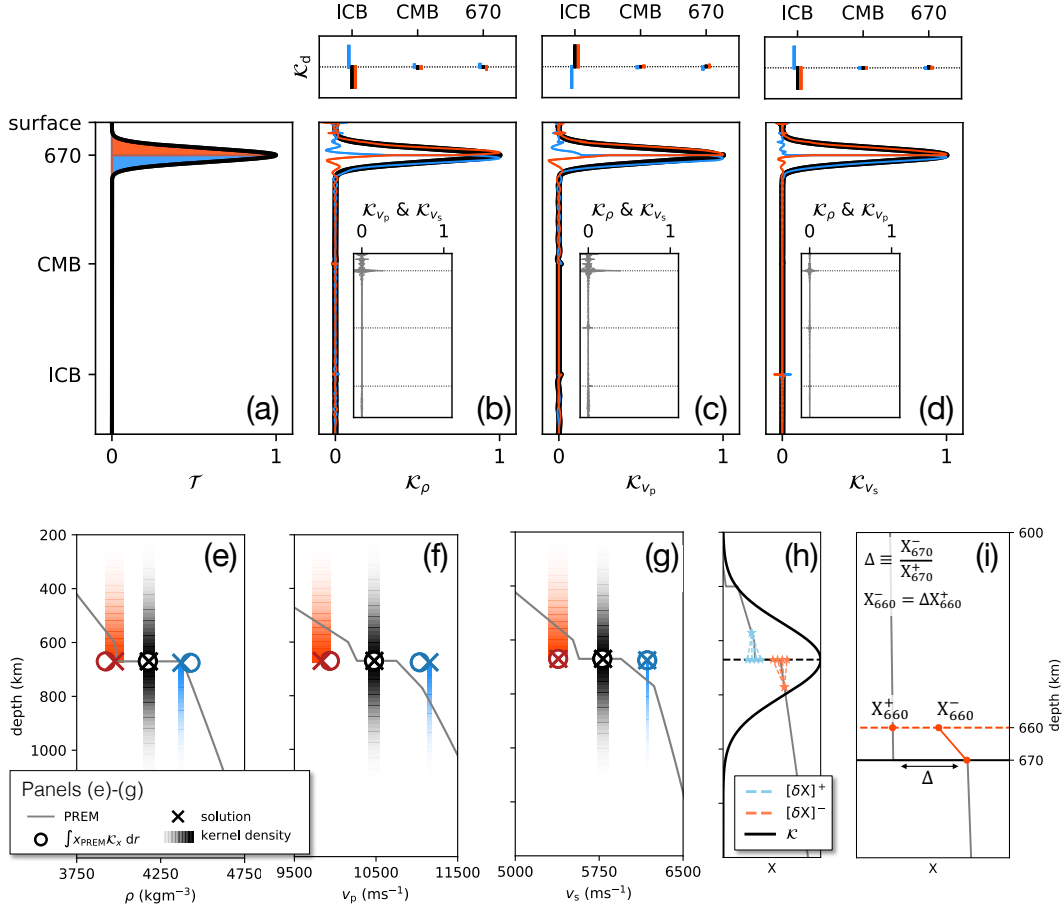 ICB CMB 670
ICB CMB 670
ICB CMB 670
𝒦d
surface
670
CMB
ICB
(a)
0 1
𝒯
𝒦vp & 𝒦vs
0 1
(b)
0 1
𝒦ρ
𝒦ρ & 𝒦vs
0 1
(c)
0 1
𝒦vp
𝒦ρ & 𝒦vp
0 1
(d)
0 1
𝒦vs
200
400
600
800
1000
depth (km)
(e)
3750 4250 4750
ρ (kgm⁻³)
(f)
9500 10500 11500
vp (ms⁻¹)
(g)
5000 5750 6500
vs (ms⁻¹)
Panels (e)-(g)
PREM
∫xPREM𝒦x dr
solution
kernel density
(h)
[δX]⁺
[δX]⁻
𝒦
X
(i)
Δ ≡ X⁻670 / X⁺670
X⁻660 = ΔX⁺660
X⁺660 X⁻660
Δ
600
660
670
depth (km)
X